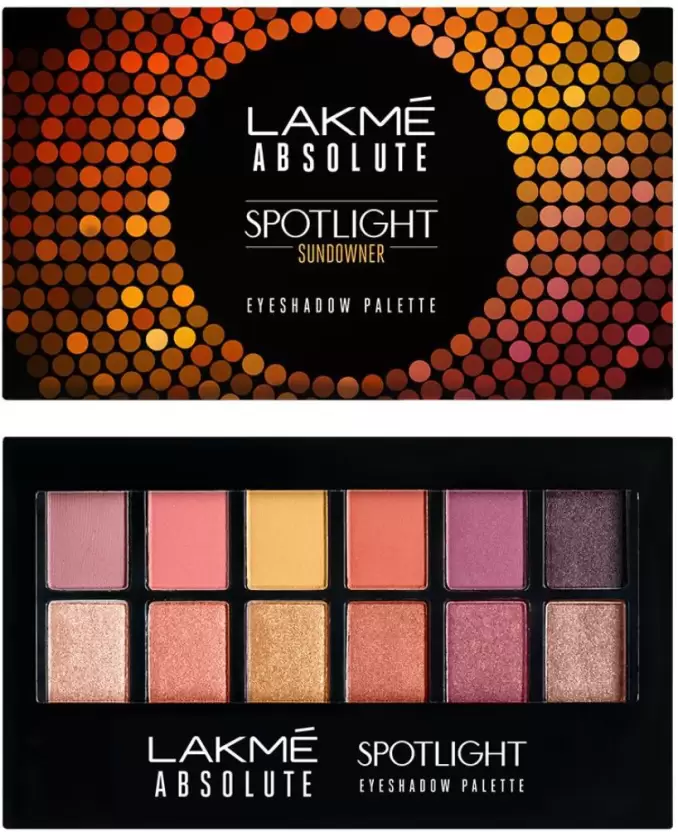 LAKMÉ
ABSOLUTE
SPOTLIGHT
SUNDOWNER
EYESHADOW PALETTE
LAKMÉ
ABSOLUTE
SPOTLIGHT
EYESHADOW PALETTE